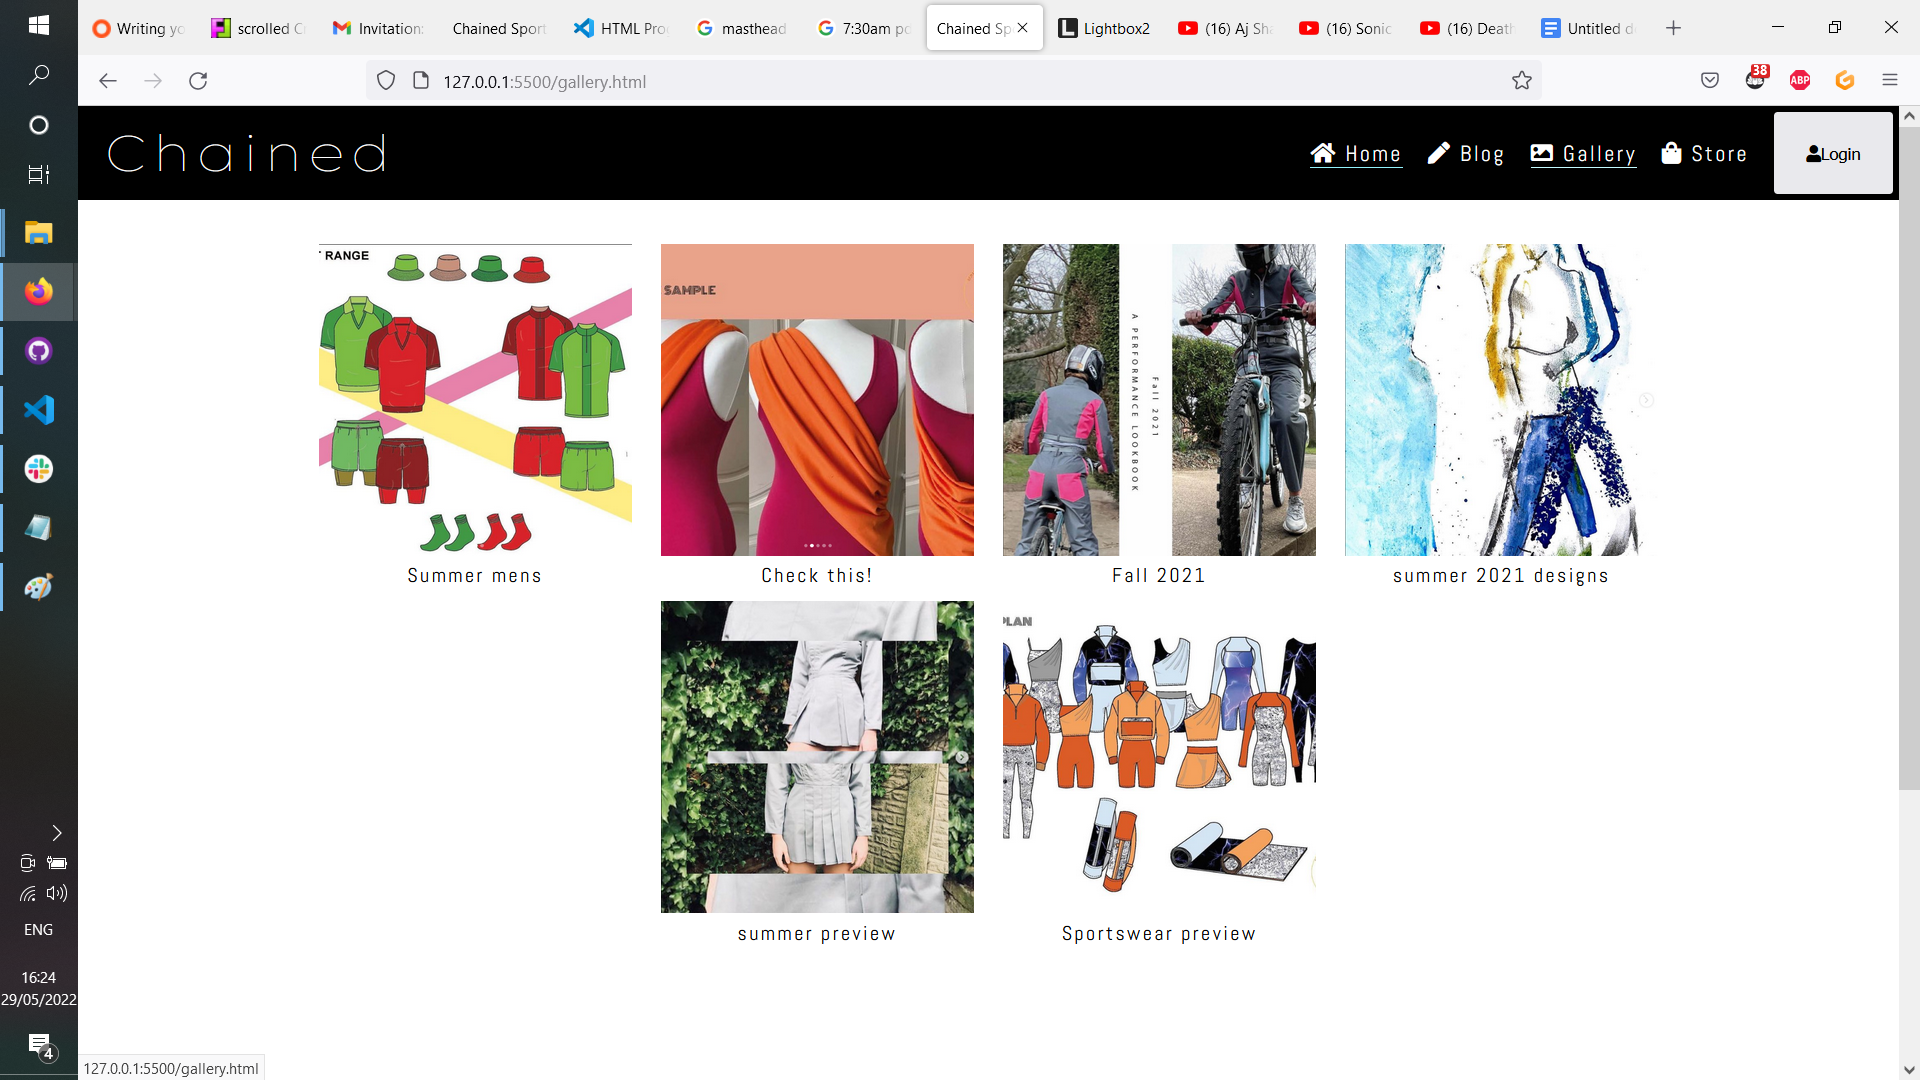 Writing yo
scrolled C
Invitation:
Chained Sport
HTML Pro
masthead
7:30am p
Chained Sp
Lightbox2
(16) Aj Sha
(16) Sonic
(16) Death
Untitled d
127.0.0.1:5500/gallery.html
38
ABP
Chained
Home
Blog
Gallery
Store
Login
T RANGE
SAMPLE
A PERFORMANCE LOOKBOOK
Fall 2021
Summer mens
Check this!
Fall 2021
summer 2021 designs
PLAN
summer preview
Sportswear preview
ENG
16:24
29/05/2022
4
127.0.0.1:5500/gallery.html